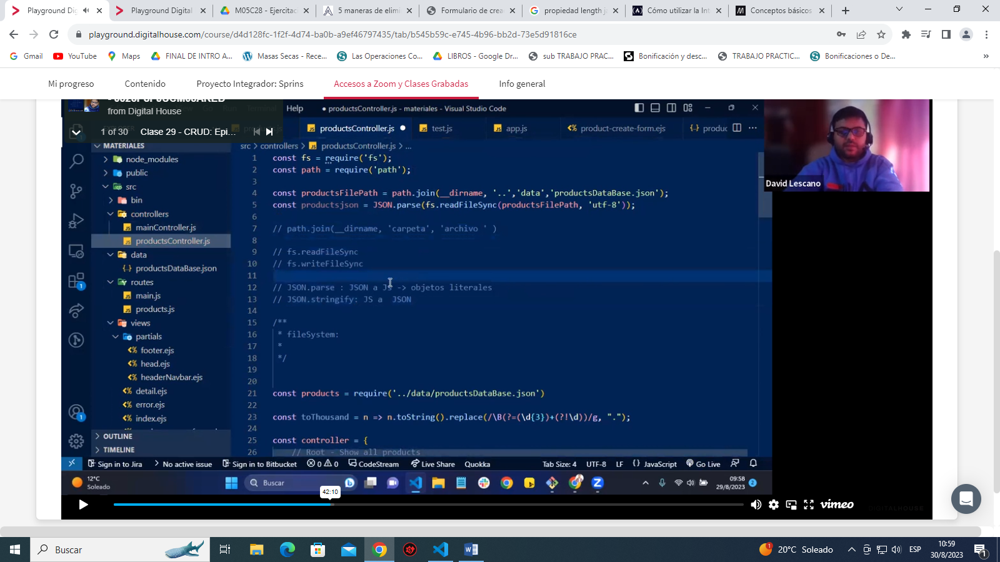 Playground Dig
Playground Digital
M05C28 - Ejercitaci
5 maneras de elimi
Formulario de crea
propiedad length ja
Cómo utilizar la Int
Conceptos básicos
playground.digitalhouse.com/course/d4d128fc-1f2f-4d74-ba0b-a9ef46797435/tab/b545b59c-e745-4b96-bb2d-73e5d91816ce
Gmail
YouTube
Maps
FINAL DE INTRO A...
Masas Secas - Rece...
Las Operaciones Co...
LIBROS - Google Dr...
sub TRABAJO PRAC...
Bonificación y desc...
TRABAJO PRACTIC...
Bonificaciones o De...
Mi progreso
Contenido
Proyecto Integrador: Sprins
Accesos a Zoom y Clases Grabadas
Info general
from Digital House
1 of 30 Clase 29 - CRUD: Epi...
Help
productsController.js - materiales - Visual Studio Code
productsController.js
test.js
app.js
product-create-form.ejs
produc
MATERIALES
node_modules
public
src
bin
controllers
mainController.js
productsController.js
data
productsDataBase.json
routes
main.js
products.js
views
partials
footer.ejs
head.ejs
headerNavbar.ejs
detail.ejs
error.ejs
index.ejs
OUTLINE
TIMELINE
src > controllers > productsController.js > ...
1 const fs = require('fs');
2 const path = require('path');
3
4 const productsFilePath = path.join(__dirname, '..','data','productsDataBase.json');
5 const productsjson = JSON.parse(fs.readFileSync(productsFilePath, 'utf-8'));
6
7 // path.join(__dirname, 'carpeta', 'archivo ' )
8
9 // fs.readFileSync
10 // fs.writeFileSync
11
12 // JSON.parse : JSON a Js -> objetos literales
13 // JSON.stringify: JS a  JSON
14
15 /**
16 * fileSystem:
17 *
18 */
19
20
21 const products = require('../data/productsDataBase.json')
22
23 const toThousand = n => n.toString().replace(/\B(?=(\d{3})+(?!\d))/g, ".");
24
25 const controller = {
26 // Root - Show all products
David Lescano
Sign in to Jira
No active issue
Sign in to Bitbucket
0 0
CodeStream
Live Share
Quokka
Tab Size: 4
UTF-8
LF
JavaScript
Go Live
12°C
Soleado
Buscar
09:58
29/8/2023
2
42:10
vimeo
DIGITALHOUSE
Buscar
20°C Soleado
ESP
10:59
30/8/2023
1